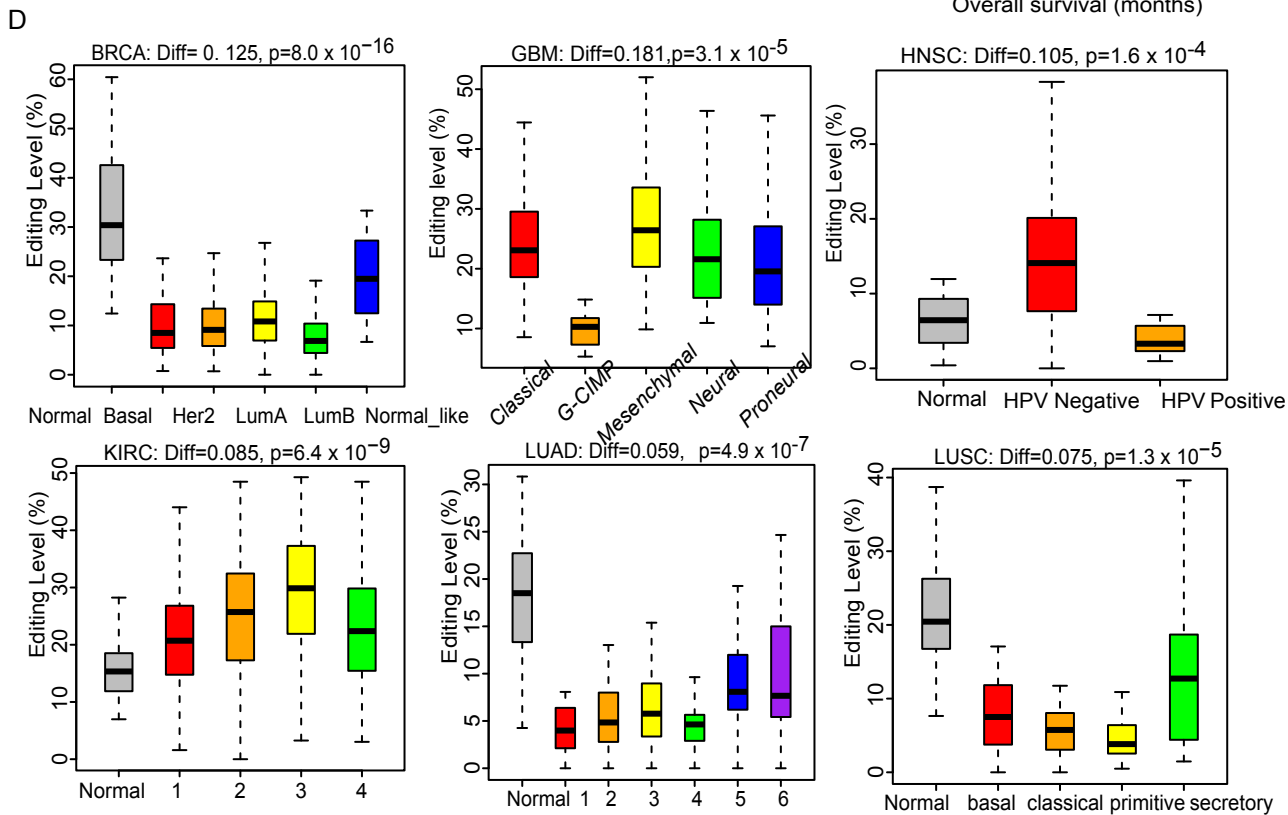 Overall survival (months)
D
BRCA: Diff= 0. 125, p=8.0 x 10−16
Editing Level (%)
60
50
40
30
20
10
0
Normal Basal Her2 LumA LumB Normal_like
GBM: Diff=0.181,p=3.1 x 10-5
Editing level (%)
50
40
30
20
10
Classical G-CIMP Mesenchymal Neural Proneural
HNSC: Diff=0.105, p=1.6 x 10−4
Editing Level (%)
30
20
10
0
Normal HPV Negative HPV Positive
KIRC: Diff=0.085, p=6.4 x 10−9
Editing Level (%)
50
40
30
20
10
0
Normal 1 2 3 4
LUAD: Diff=0.059, p=4.9 x 10-7
Editing Level (%)
30
25
20
15
10
5
0
Normal 1 2 3 4 5 6
LUSC: Diff=0.075, p=1.3 x 10−5
Editing Level (%)
40
30
20
10
0
Normal basal classical primitive secretory